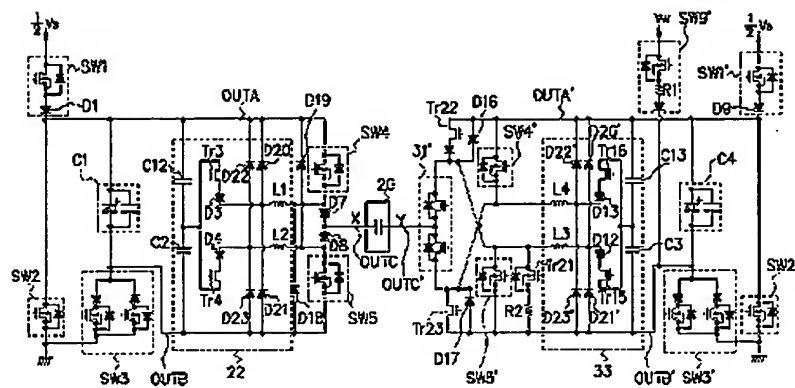 ½Vs
SW1
D1
C1
SW2
SW3
OUTB
OUTA
D19
Tr3
C12
D22
D20
L1
D3
D4
L2
C2
Tr4
D23
D21
D18
22
SW4
D7
D8
SW5
2G
X
Y
OUTC
OUTC'
31'
Tr22
D16
OUTA'
SW4'
D22'
D20'
Tr16
L4
D13
L3
D12
Tr21
R2
SW5'
Tr23
D17
D23'
D21'
Tr15
33
C13
C3
OUTB'
Vw
SW9'
R1
½Vs
SW1'
D9
C4
SW2'
SW3'